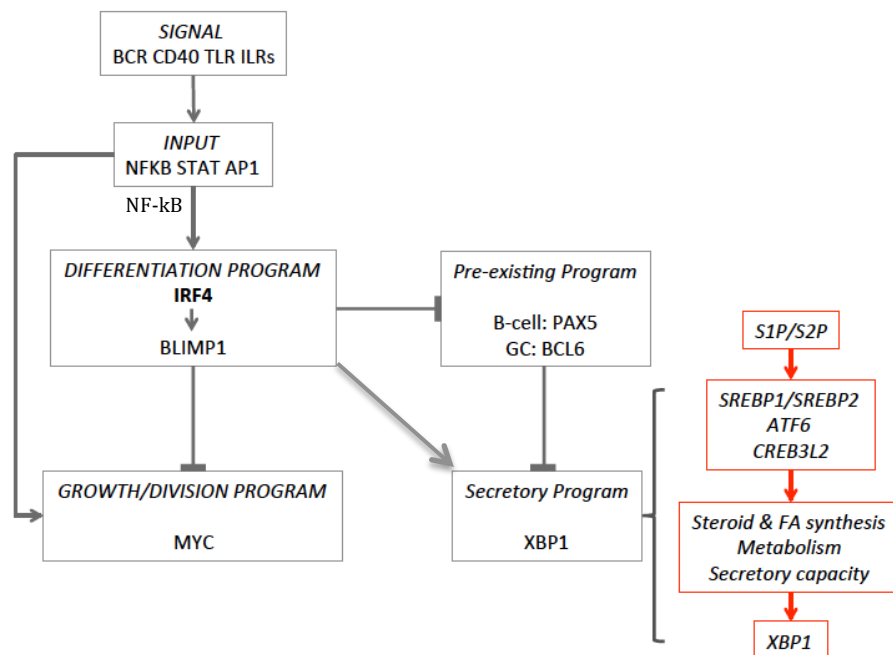 SIGNAL
BCR CD40 TLR ILRs
INPUT
NFKB STAT AP1
NF-kB
DIFFERENTIATION PROGRAM
IRF4
BLIMP1
Pre-existing Program
B-cell: PAX5
GC: BCL6
GROWTH/DIVISION PROGRAM
MYC
Secretory Program
XBP1
S1P/S2P
SREBP1/SREBP2
ATF6
CREB3L2
Steroid & FA synthesis
Metabolism
Secretory capacity
XBP1